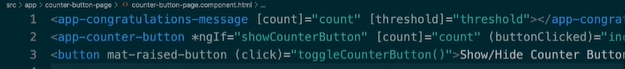 src > app > counter-button-page > <> counter-button-page.component.html > ...
1 <app-congratulations-message [count]="count" [threshold]="threshold"></app-congrat
2 <app-counter-button *ngIf="showCounterButton" [count]="count" (buttonClicked)="inc
3 <button mat-raised-button (click)="toggleCounterButton()">Show/Hide Counter Button